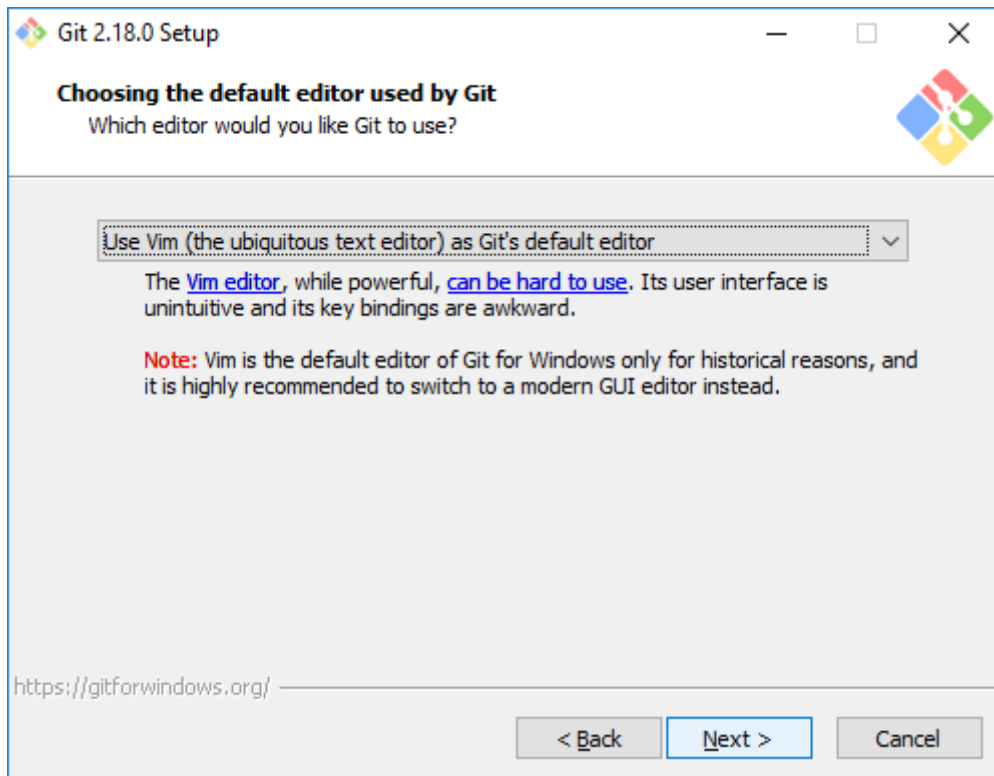 Git 2.18.0 Setup
Choosing the default editor used by Git
Which editor would you like Git to use?
Use Vim (the ubiquitous text editor) as Git's default editor
The Vim editor, while powerful, can be hard to use. Its user interface is
unintuitive and its key bindings are awkward.
Note: Vim is the default editor of Git for Windows only for historical reasons, and
it is highly recommended to switch to a modern GUI editor instead.
https://gitforwindows.org/
< Back
Next >
Cancel